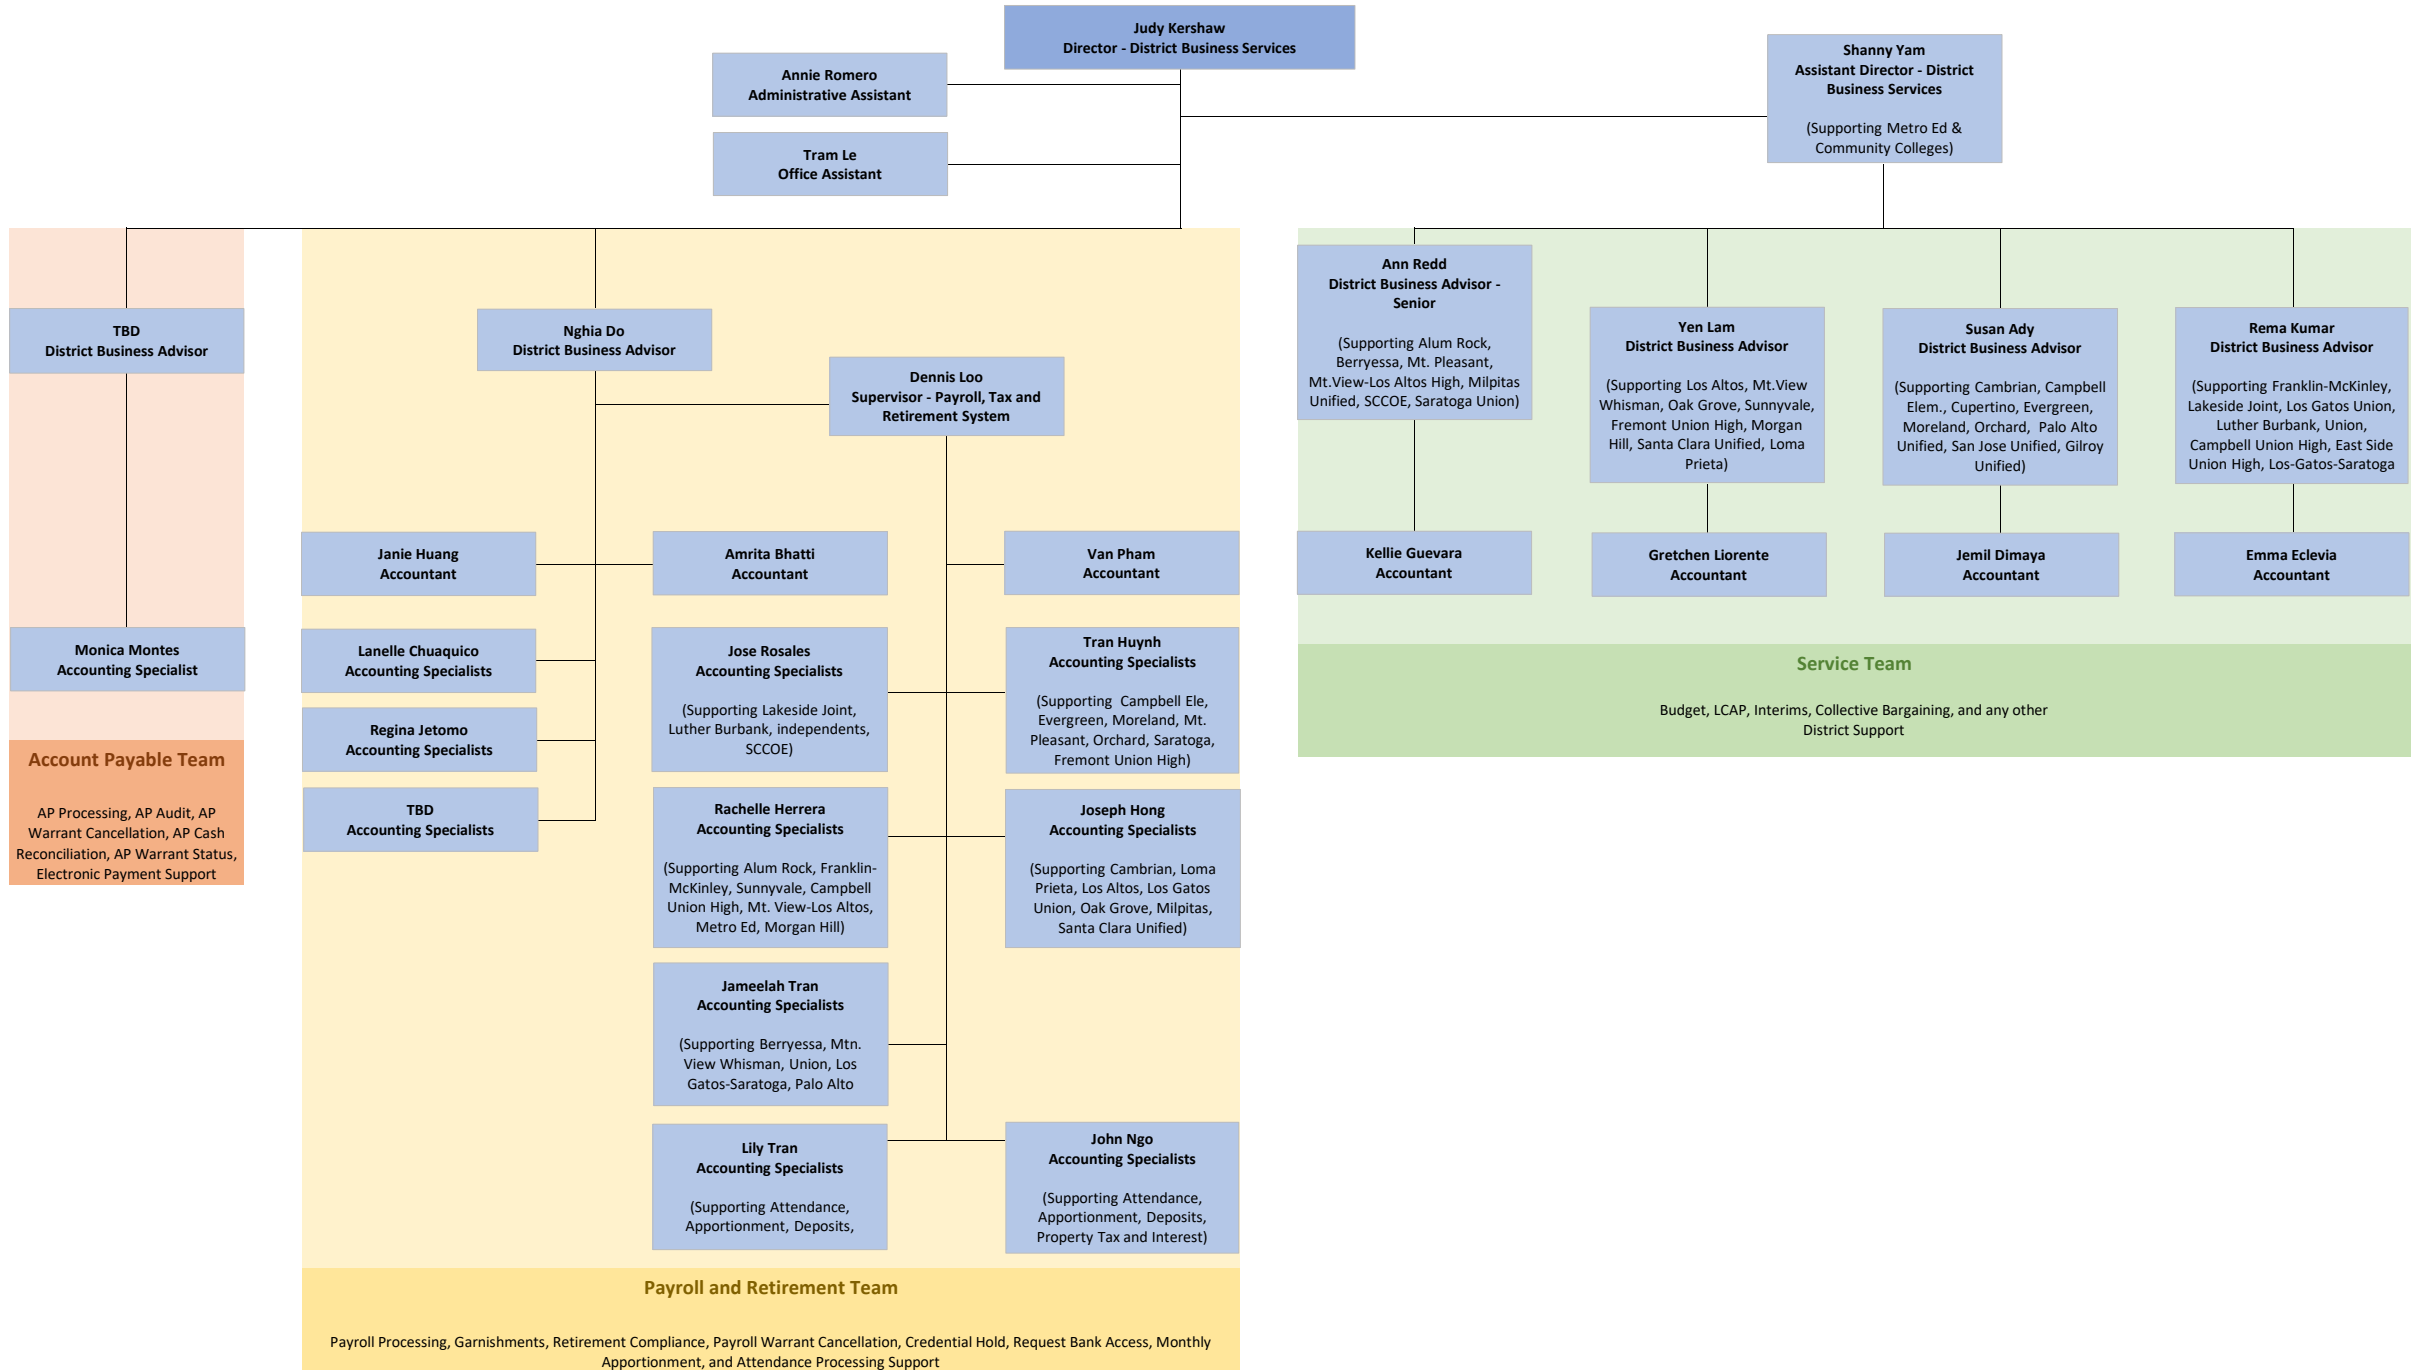 Judy Kershaw
Director - District Business Services
Shanny Yam
Assistant Director - District
Business Services
(Supporting Metro Ed &
Community Colleges)
Annie Romero
Administrative Assistant
Tram Le
Office Assistant
TBD
District Business Advisor
Monica Montes
Accounting Specialist
Account Payable Team
AP Processing, AP Audit, AP
Warrant Cancellation, AP Cash
Reconciliation, AP Warrant Status,
Electronic Payment Support
Nghia Do
District Business Advisor
Dennis Loo
Supervisor - Payroll, Tax and
Retirement System
Janie Huang
Accountant
Amrita Bhatti
Accountant
Van Pham
Accountant
Lanelle Chuaquico
Accounting Specialists
Regina Jetomo
Accounting Specialists
TBD
Accounting Specialists
Jose Rosales
Accounting Specialists
(Supporting Lakeside Joint,
Luther Burbank, independents,
SCCOE)
Tran Huynh
Accounting Specialists
(Supporting  Campbell Ele,
Evergreen, Moreland, Mt.
Pleasant, Orchard, Saratoga,
Fremont Union High)
Rachelle Herrera
Accounting Specialists
(Supporting Alum Rock, Franklin-
McKinley, Sunnyvale, Campbell
Union High, Mt. View-Los Altos,
Metro Ed, Morgan Hill)
Joseph Hong
Accounting Specialists
(Supporting Cambrian, Loma
Prieta, Los Altos, Los Gatos
Union, Oak Grove, Milpitas,
Santa Clara Unified)
Jameelah Tran
Accounting Specialists
(Supporting Berryessa, Mtn.
View Whisman, Union, Los
Gatos-Saratoga, Palo Alto
Lily Tran
Accounting Specialists
(Supporting Attendance,
Apportionment, Deposits,
John Ngo
Accounting Specialists
(Supporting Attendance,
Apportionment, Deposits,
Property Tax and Interest)
Payroll and Retirement Team
Payroll Processing, Garnishments, Retirement Compliance, Payroll Warrant Cancellation, Credential Hold, Request Bank Access, Monthly
Apportionment, and Attendance Processing Support
Ann Redd
District Business Advisor -
Senior
(Supporting Alum Rock,
Berryessa, Mt. Pleasant,
Mt.View-Los Altos High, Milpitas
Unified, SCCOE, Saratoga Union)
Yen Lam
District Business Advisor
(Supporting Los Altos, Mt.View
Whisman, Oak Grove, Sunnyvale,
Fremont Union High, Morgan
Hill, Santa Clara Unified, Loma
Prieta)
Susan Ady
District Business Advisor
(Supporting Cambrian, Campbell
Elem., Cupertino, Evergreen,
Moreland, Orchard,  Palo Alto
Unified, San Jose Unified, Gilroy
Unified)
Rema Kumar
District Business Advisor
(Supporting Franklin-McKinley,
Lakeside Joint, Los Gatos Union,
Luther Burbank, Union,
Campbell Union High, East Side
Union High, Los-Gatos-Saratoga
Kellie Guevara
Accountant
Gretchen Liorente
Accountant
Jemil Dimaya
Accountant
Emma Eclevia
Accountant
Service Team
Budget, LCAP, Interims, Collective Bargaining, and any other
District Support